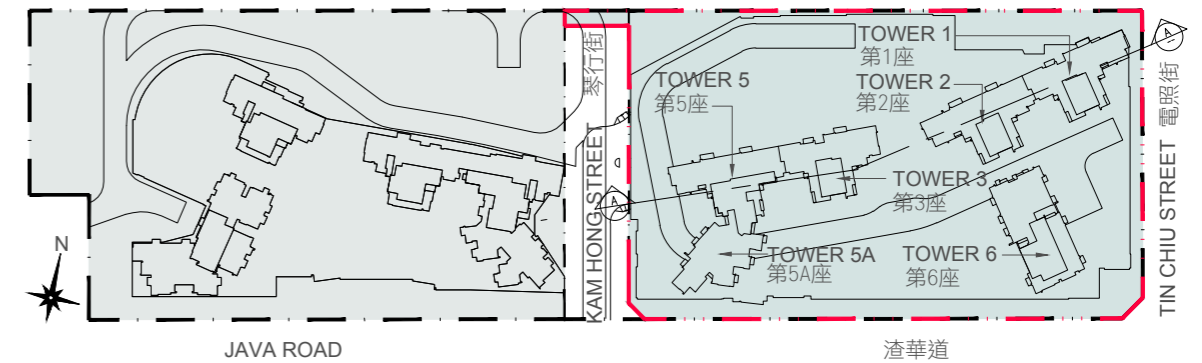 TOWER 1
第1座
TOWER 5
第5座
TOWER 2
第2座
TOWER 3
第3座
TOWER 5A
第5A座
TOWER 6
第6座
KAM HONG STREET
琴行街
TIN CHIU STREET 電照街
A
A
N
JAVA ROAD
渣華道